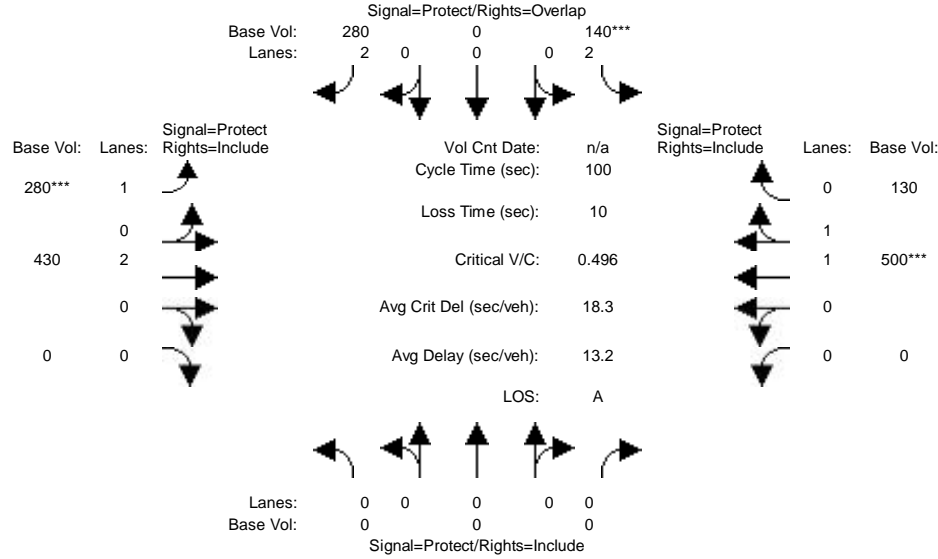 Signal=Protect/Rights=Overlap
Base Vol: 280 0 140***
Lanes: 2 0 0 0 2
Signal=Protect
Rights=Include
Base Vol: Lanes:
280*** 1
0
430 2
0
0 0
Vol Cnt Date: n/a
Cycle Time (sec): 100
Loss Time (sec): 10
Critical V/C: 0.496
Avg Crit Del (sec/veh): 18.3
Avg Delay (sec/veh): 13.2
LOS: A
Signal=Protect
Rights=Include
Lanes: Base Vol:
0 130
1
1 500***
0
0 0
Lanes: 0 0 0 0 0
Base Vol: 0 0 0
Signal=Protect/Rights=Include